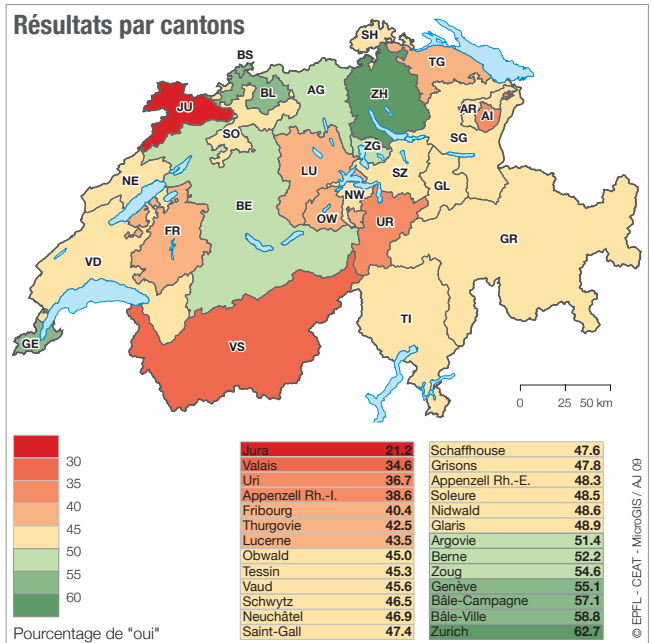 Résultats par cantons
SH
BS
TG
BL
AG
ZH
JU
AR
AI
SO
SG
ZG
LU
SZ
NE
NW
GL
BE
OW
UR
FR
GR
VD
TI
GE
VS
0 25 50 km
30
35
40
45
50
55
60
Pourcentage de "oui"
Jura 21.2
Valais 34.6
Uri 36.7
Appenzell Rh.-I. 38.6
Fribourg 40.4
Thurgovie 42.5
Lucerne 43.5
Obwald 45.0
Tessin 45.3
Vaud 45.6
Schwytz 46.5
Neuchâtel 46.9
Saint-Gall 47.4
Schaffhouse 47.6
Grisons 47.8
Appenzell Rh.-E. 48.3
Soleure 48.5
Nidwald 48.6
Glaris 48.9
Argovie 51.4
Berne 52.2
Zoug 54.6
Genève 55.1
Bâle-Campagne 57.1
Bâle-Ville 58.8
Zurich 62.7
© EPFL - CEAT - MicroGIS / AJ 09